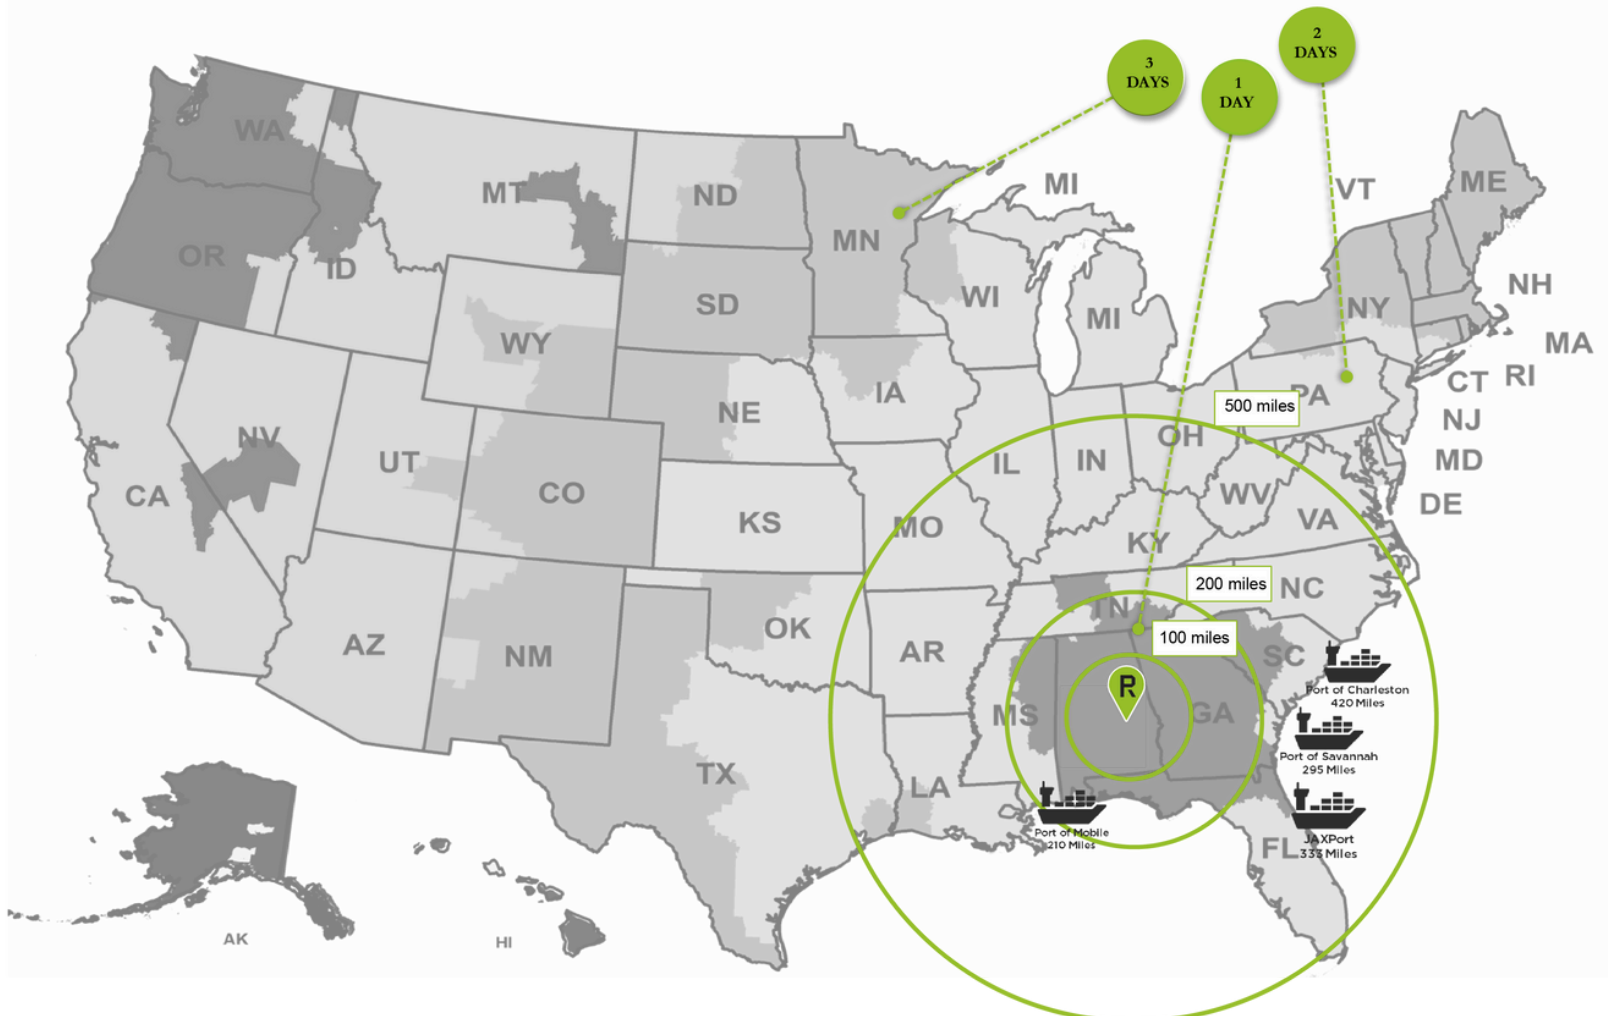 3
DAYS
1
DAY
2
DAYS
WA
MT
ND
MN
MI
VT
ME
OR
ID
SD
WI
MI
NY
NH
WY
MA
IA
NE
PA
CT
RI
NJ
500 miles
NV
UT
CO
IL
IN
OH
MD
CA
KS
MO
WV
VA
DE
KY
200 miles
NC
TN
100 miles
AZ
NM
OK
AR
SC
Port of Charleston
420 Miles
R
MS
GA
Port of Savannah
295 Miles
TX
LA
Port of Mobile
210 Miles
FL
JAXPort
333 Miles
AK
HI